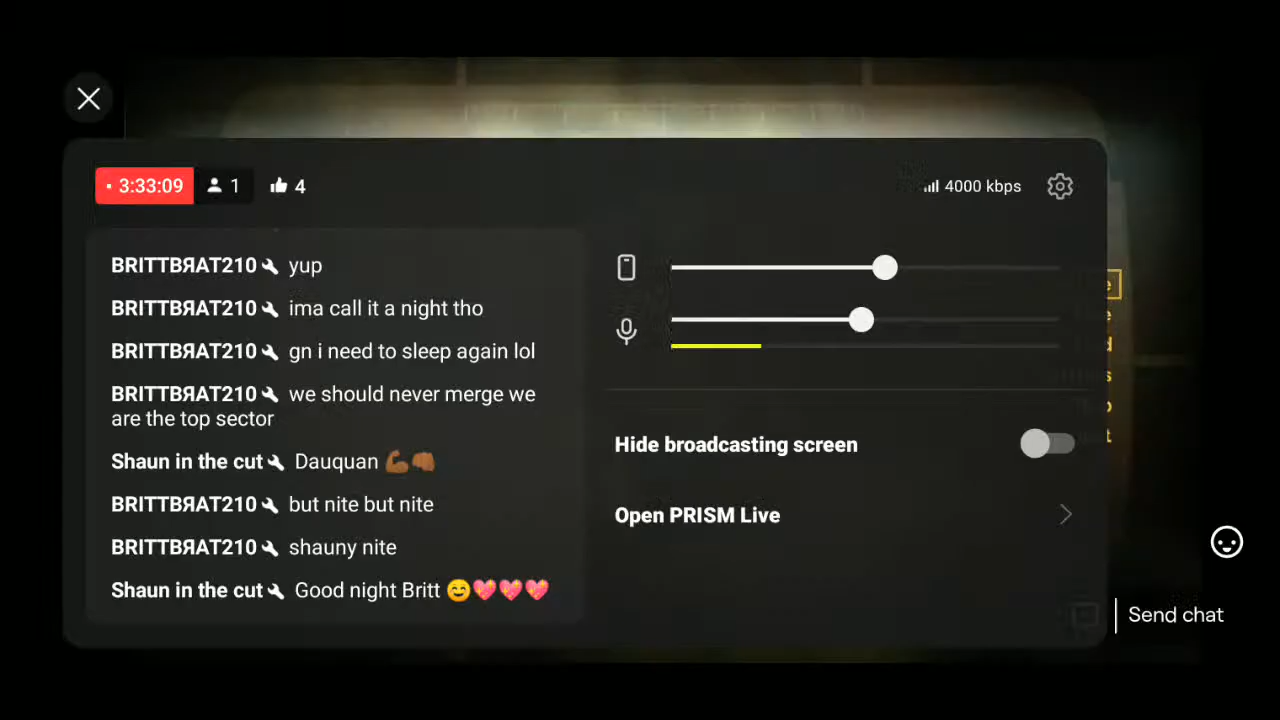 3:33:09 1 4
4000 kbps
BRITTBЯAT210 yup
BRITTBЯAT210 ima call it a night tho
BRITTBЯAT210 gn i need to sleep again lol
BRITTBЯAT210 we should never merge we
are the top sector
Shaun in the cut Dauquan 💪🏾👊🏾
BRITTBЯAT210 but nite but nite
BRITTBЯAT210 shauny nite
Shaun in the cut Good night Britt ☺️💖💖💖
Hide broadcasting screen
Open PRISM Live
Send chat